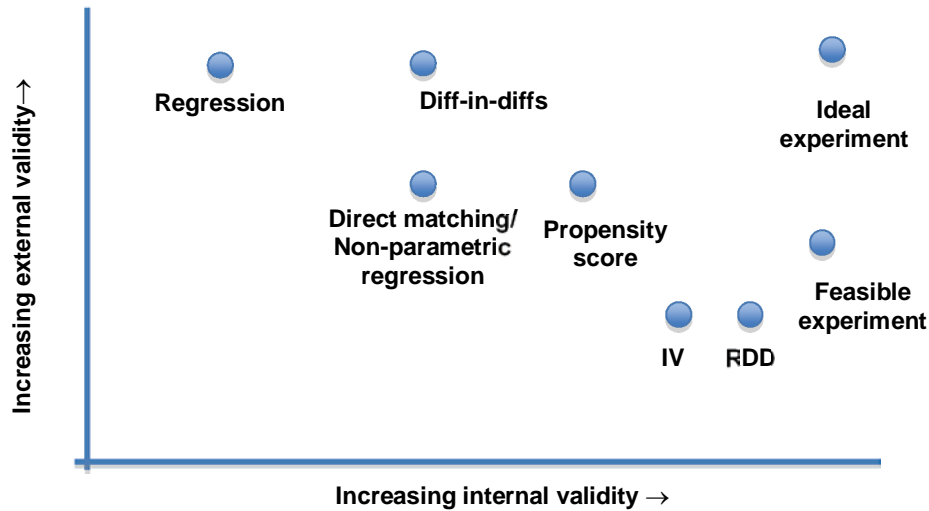 Increasing external validity→
Regression
Diff-in-diffs
Ideal
experiment
Direct matching/
Non-parametric
regression
Propensity
score
Feasible
experiment
IV
RDD
Increasing internal validity →